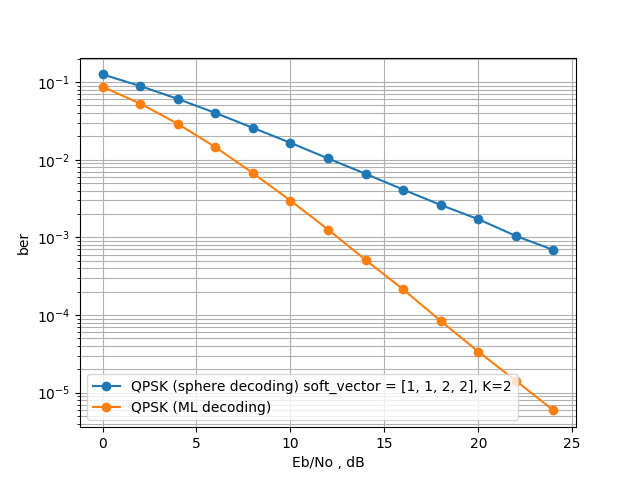 10^-1
10^-2
10^-3
10^-4
10^-5
ber
QPSK (sphere decoding) soft_vector = [1, 1, 2, 2], K=2
QPSK (ML decoding)
0 5 10 15 20 25
Eb/No , dB